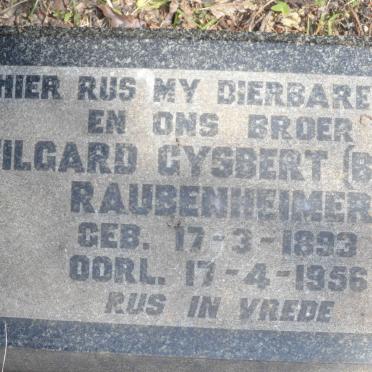 HIER RUS MY DIERBARE
EN ONS BROER
ILGARD GYSBERT (B
RAUBENHEIMER
GEB. 17-3-1893
OORL. 17-4-1956
RUS IN VREDE